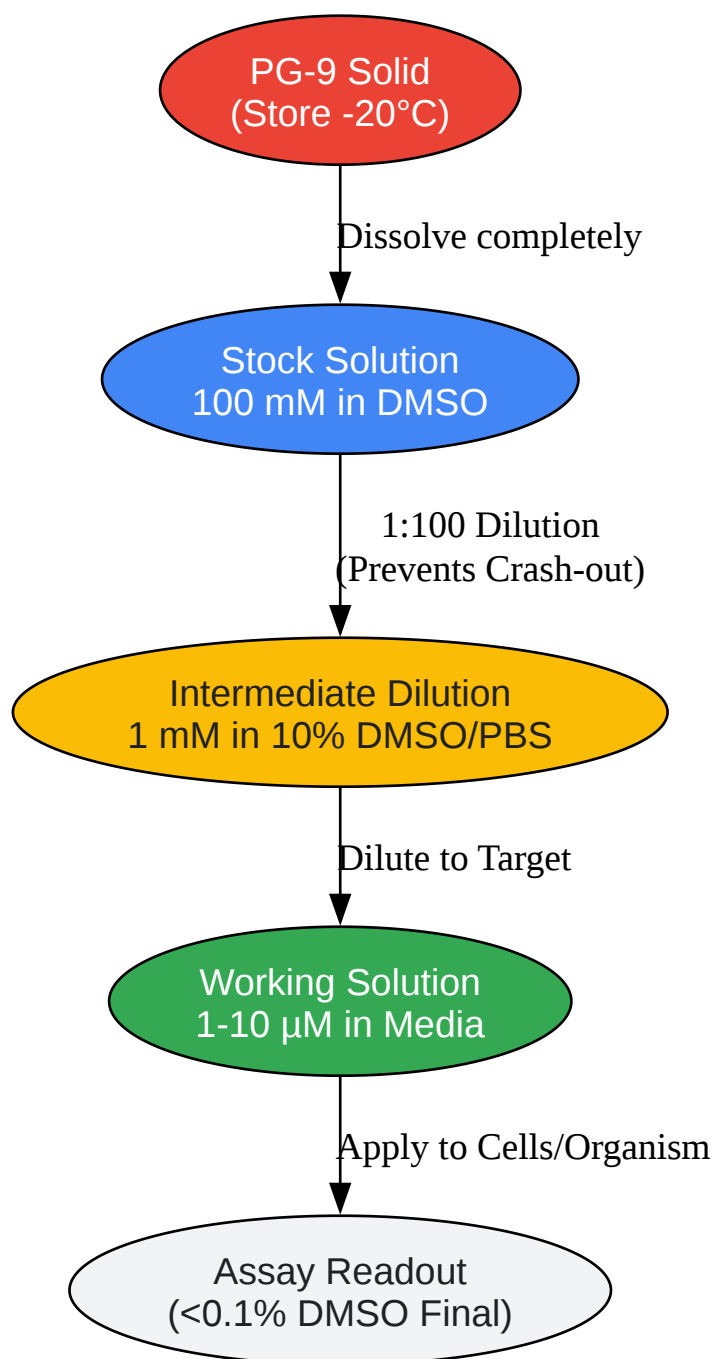 PG-9 Solid
(Store -20°C)
Dissolve completely
Stock Solution
100 mM in DMSO
1:100 Dilution
(Prevents Crash-out)
Intermediate Dilution
1 mM in 10% DMSO/PBS
Dilute to Target
Working Solution
1-10 µM in Media
Apply to Cells/Organism
Assay Readout
(<0.1% DMSO Final)